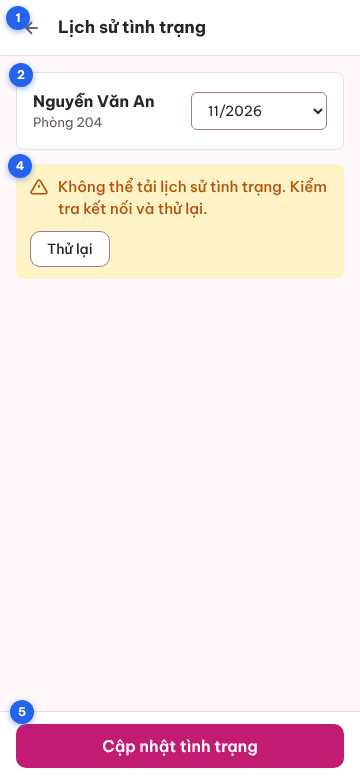 1
Lịch sử tình trạng
2
Nguyễn Văn An
Phòng 204
11/2026
4
Không thể tải lịch sử tình trạng. Kiểm
tra kết nối và thử lại.
Thử lại
5
Cập nhật tình trạng